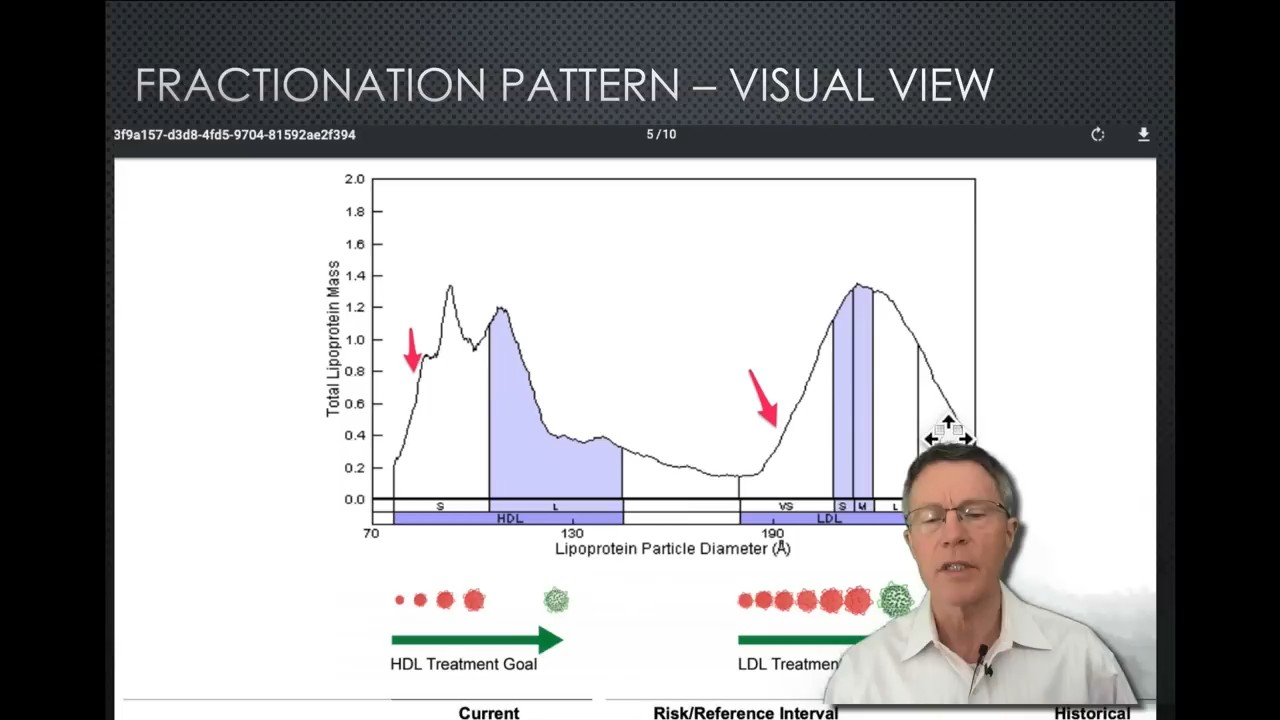 FRACTIONATION PATTERN – VISUAL VIEW
3f9a157-d3d8-4fd5-9704-81592ae2f394 5/10
2.0
1.8
1.6
1.4
1.2
1.0
0.8
0.6
0.4
0.2
0.0
Total Lipoprotein Mass
S L VS S M L
HDL LDL
70 130 190
Lipoprotein Particle Diameter (Å)
HDL Treatment Goal LDL Treatmen
Current Risk/Reference Interval Historical